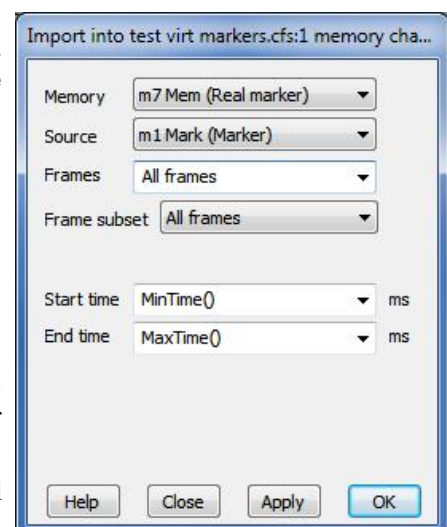 Import into test virt markers.cfs:1 memory cha...
Memory m7 Mem (Real marker)
Source m1 Mark (Marker)
Frames All frames
Frame subset All frames
Start time MinTime() ms
End time MaxTime() ms
Help Close Apply OK